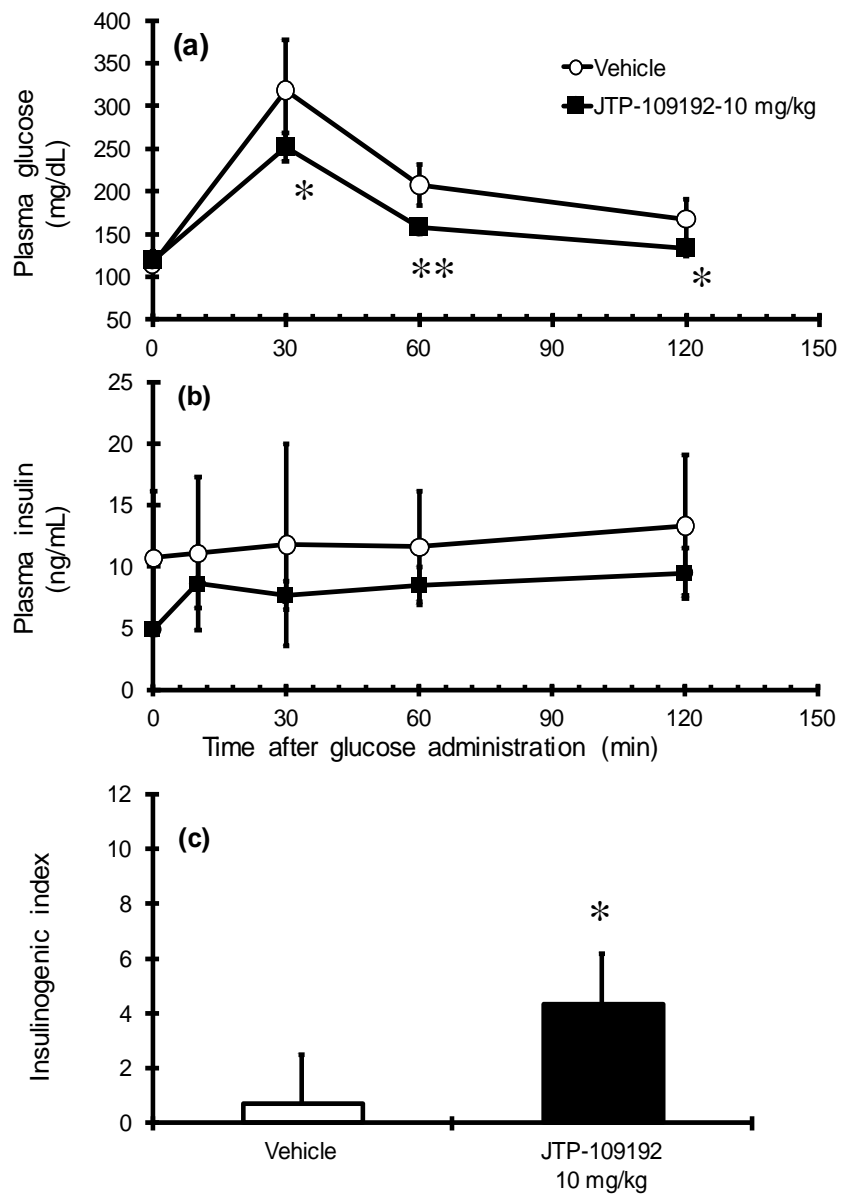 (a)
400
350
300
250
200
150
100
50
Plasma glucose
(mg/dL)
Vehicle
JTP-109192-10 mg/kg
*
**
*
0 30 60 90 120 150
(b)
25
20
15
10
5
0
Plasma insulin
(ng/mL)
0 30 60 90 120 150
Time after glucose administration (min)
(c)
12
10
8
6
4
2
0
Insulinogenic index
*
Vehicle
JTP-109192
10 mg/kg